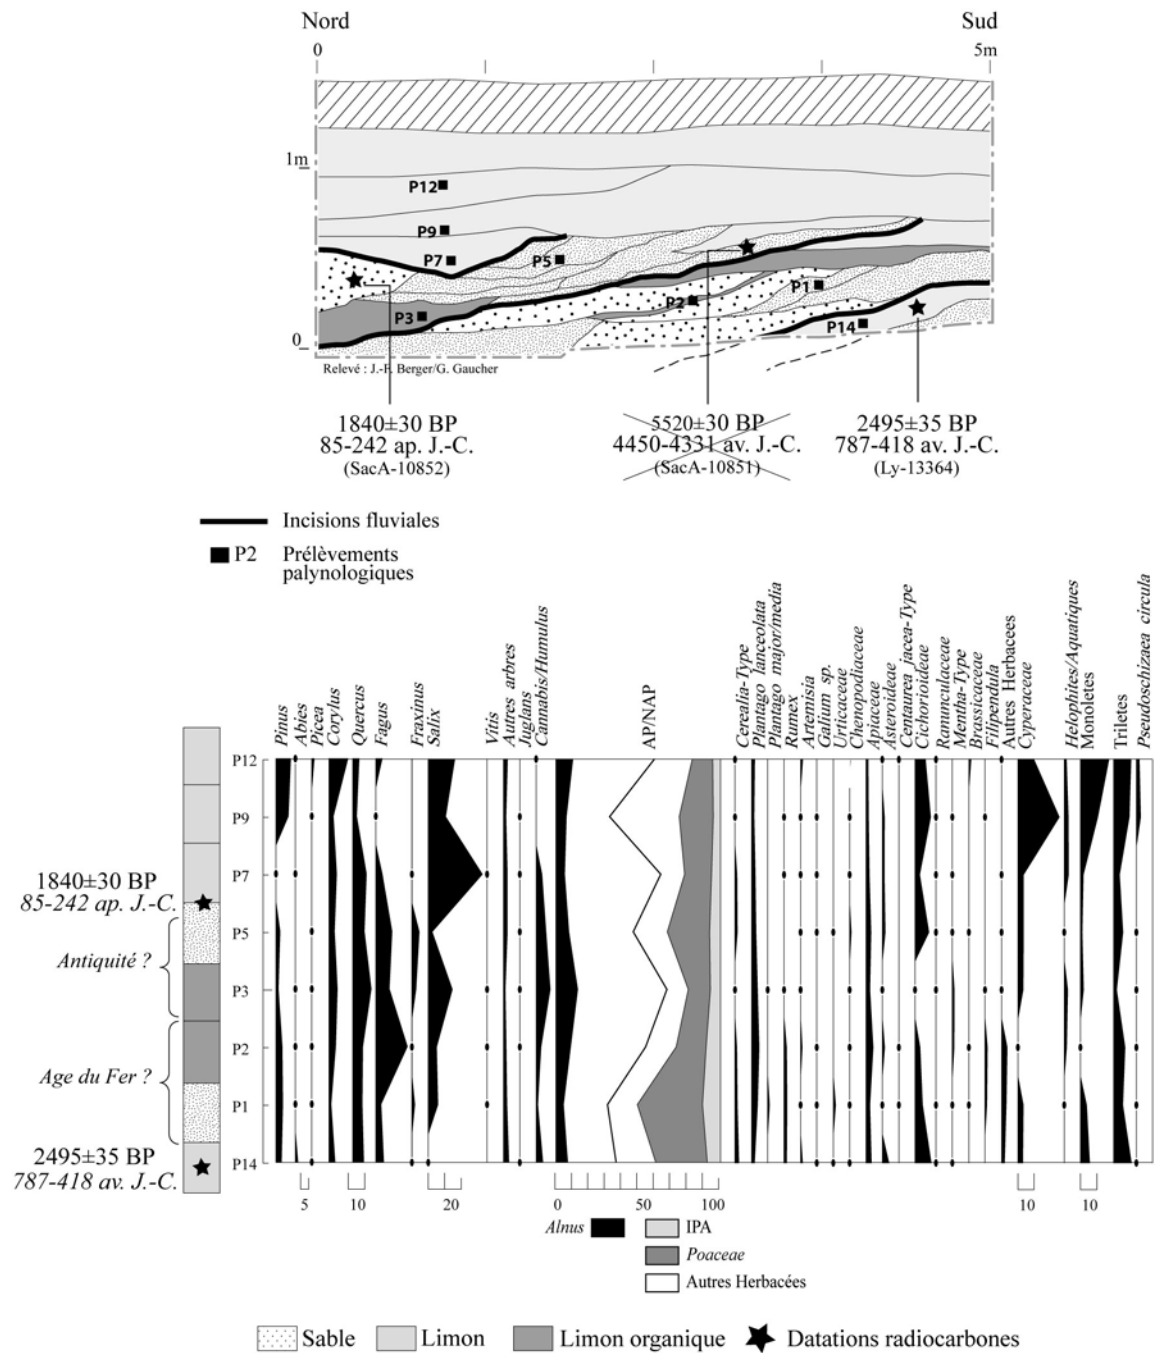 Nord
Sud
0
5m
1m
P12
P9
P7
P5
P1
P2
P3
P14
0
Relevé : J.-F. Berger/G. Gaucher
1840±30 BP
85-242 ap. J.-C.
(SacA-10852)
5520±30 BP
4450-4331 av. J.-C.
(SacA-10851)
2495±35 BP
787-418 av. J.-C.
(Ly-13364)
Incisions fluviales
P2
Prélèvements
palynologiques
Pinus
Abies
Picea
Corylus
Quercus
Fagus
Fraxinus
Salix
Vitis
Autres arbres
Juglans
Cannabis/Humulus
AP/NAP
Cerealia-Type
Plantago lanceolata
Plantago major/media
Rumex
Artemisia
Galium sp.
Urticaceae
Chenopodiaceae
Apiaceae
Asteroideae
Centaurea jacea-Type
Cichorioideae
Ranunculaceae
Mentha-Type
Brassicaceae
Filipendula
Autres Herbacees
Cyperaceae
Helophites/Aquatiques
Monoletes
Triletes
Pseudoschizaea circula
P12
P9
P7
P5
P3
P2
P1
P14
1840±30 BP
85-242 ap. J.-C.
Antiquité ?
Age du Fer ?
2495±35 BP
787-418 av. J.-C.
5
10
20
0
50
100
10
10
Alnus
IPA
Poaceae
Autres Herbacées
Sable
Limon
Limon organique
Datations radiocarbones